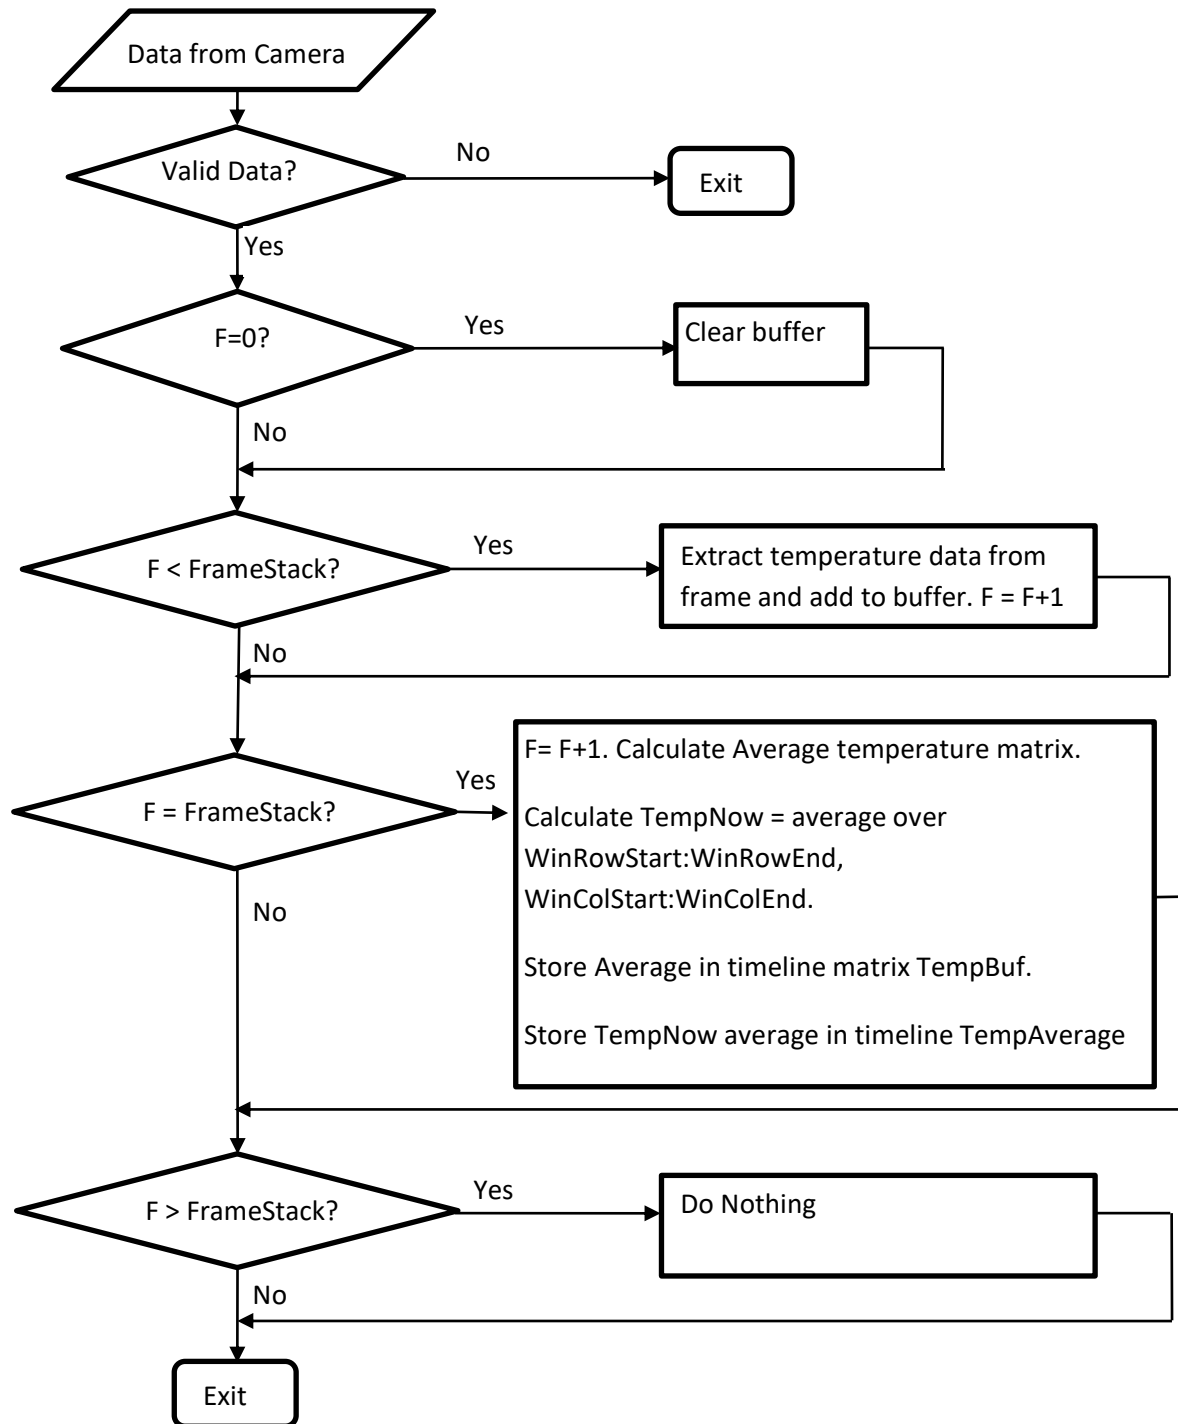 Data from Camera
Valid Data?
No
Exit
Yes
F=0?
Yes
Clear buffer
No
F < FrameStack?
Yes
Extract temperature data from
frame and add to buffer. F = F+1
No
F = FrameStack?
Yes
F= F+1. Calculate Average temperature matrix.
Calculate TempNow = average over
WinRowStart:WinRowEnd,
WinColStart:WinColEnd.
Store Average in timeline matrix TempBuf.
Store TempNow average in timeline TempAverage
No
F > FrameStack?
Yes
Do Nothing
No
Exit